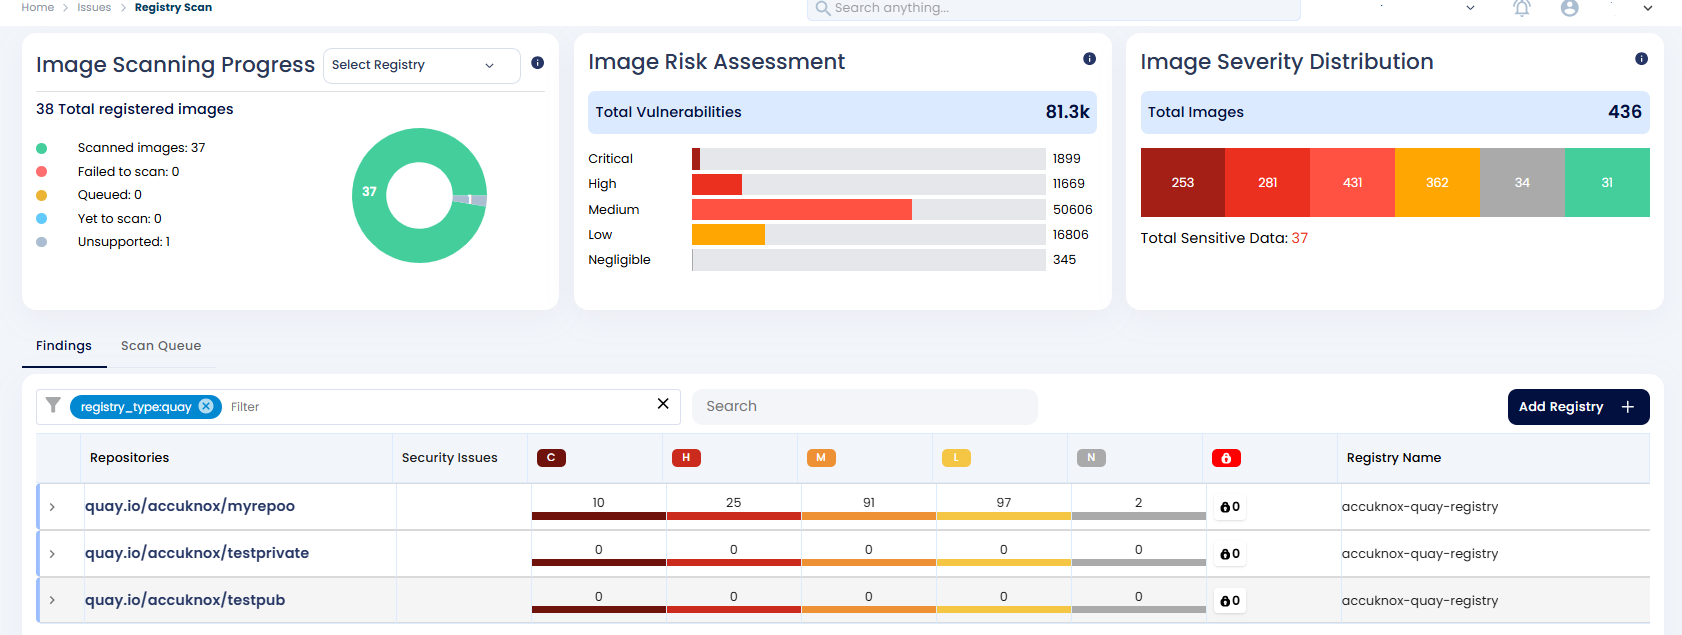 Home > Issues > Registry Scan
Search anything...
Image Scanning Progress
Select Registry
38 Total registered images
Scanned images: 37
Failed to scan: 0
Queued: 0
Yet to scan: 0
Unsupported: 1
37
1
Image Risk Assessment
Total Vulnerabilities 81.3k
Critical 1899
High 11669
Medium 50606
Low 16806
Negligible 345
Image Severity Distribution
Total Images 436
253 281 431 362 34 31
Total Sensitive Data: 37
Findings Scan Queue
registry_type:quay Filter
Search
Add Registry +
Repositories Security Issues C H M L N Registry Name
quay.io/accuknox/myrepoo 10 25 91 97 2 0 accuknox-quay-registry
quay.io/accuknox/testprivate 0 0 0 0 0 0 accuknox-quay-registry
quay.io/accuknox/testpub 0 0 0 0 0 0 accuknox-quay-registry